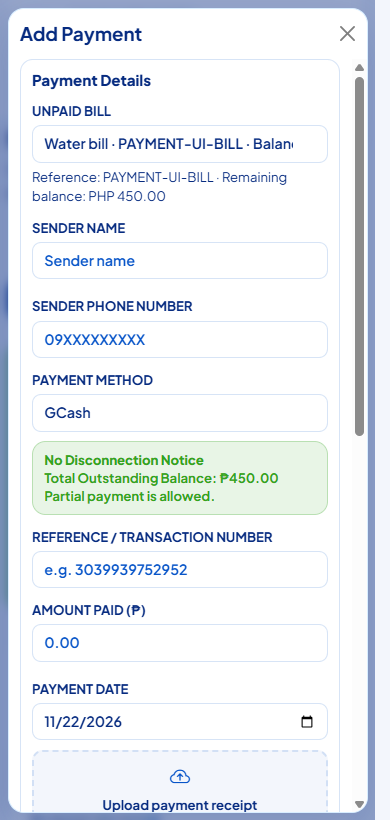 Add Payment
Payment Details
UNPAID BILL
Water bill · PAYMENT-UI-BILL · Balan
Reference: PAYMENT-UI-BILL · Remaining
balance: PHP 450.00
SENDER NAME
Sender name
SENDER PHONE NUMBER
09XXXXXXXXX
PAYMENT METHOD
GCash
No Disconnection Notice
Total Outstanding Balance: ₱450.00
Partial payment is allowed.
REFERENCE / TRANSACTION NUMBER
e.g. 3039939752952
AMOUNT PAID (₱)
0.00
PAYMENT DATE
11/22/2026
Upload payment receipt